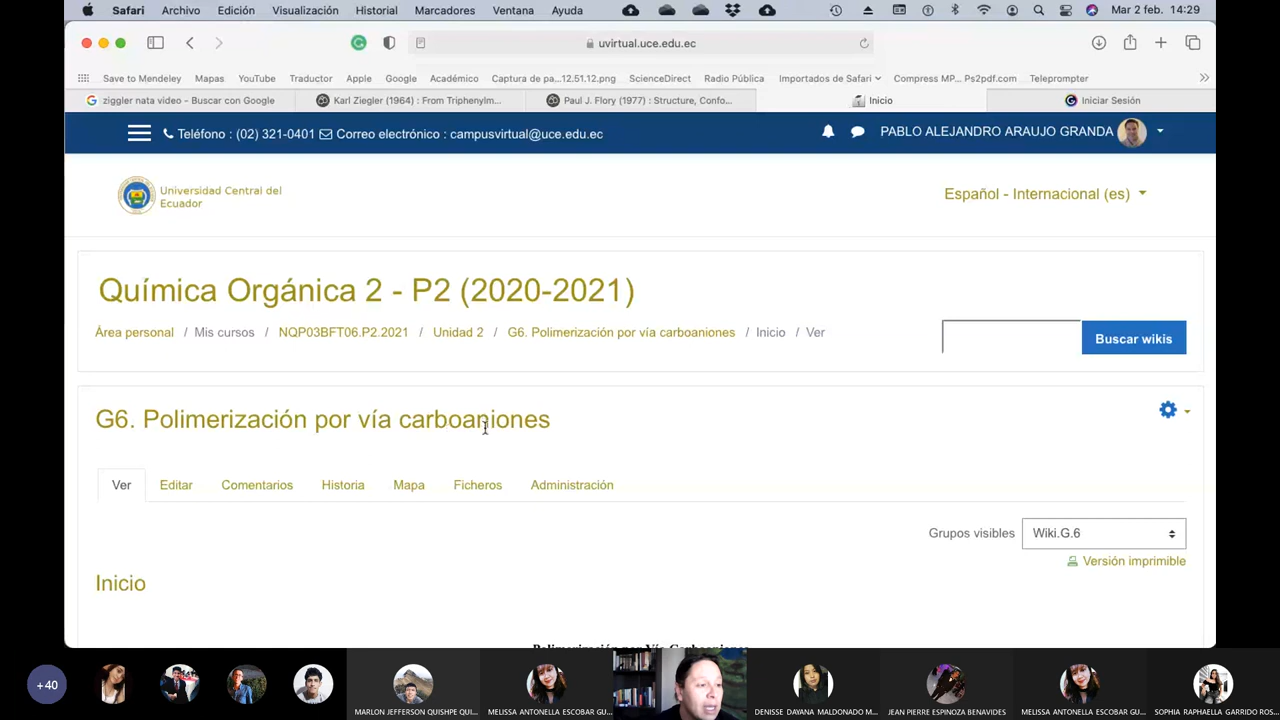 Safari Archivo Edición Visualización Historial Marcadores Ventana Ayuda Mar 2 feb. 14:29
uvirtual.uce.edu.ec
Save to Mendeley Mapas YouTube Traductor Apple Google Académico Captura de pa...12.51.12.png ScienceDirect Radio Pública Importados de Safari Compress MP... Ps2pdf.com Teleprompter
ziggler nata video - Buscar con Google Karl Ziegler (1964) : From Triphenylm... Paul J. Flory (1977) : Structure, Confo... Inicio Iniciar Sesión
Teléfono : (02) 321-0401 Correo electrónico : campusvirtual@uce.edu.ec PABLO ALEJANDRO ARAUJO GRANDA
Universidad Central del
Ecuador
Español - Internacional (es)
Química Orgánica 2 - P2 (2020-2021)
Área personal / Mis cursos / NQP03BFT06.P2.2021 / Unidad 2 / G6. Polimerización por vía carboaniones / Inicio / Ver
Buscar wikis
G6. Polimerización por vía carboaniones
Ver Editar Comentarios Historia Mapa Ficheros Administración
Grupos visibles Wiki.G.6
Versión imprimible
Inicio
Polimerización por Vía Carboaniones
+40
MARLON JEFFERSON QUISHPE QUI... MELISSA ANTONELLA ESCOBAR GU... DENISSE DAYANA MALDONADO M... JEAN PIERRE ESPINOZA BENAVIDES MELISSA ANTONELLA ESCOBAR GU... SOPHIA RAPHAELLA GARRIDO ROS...